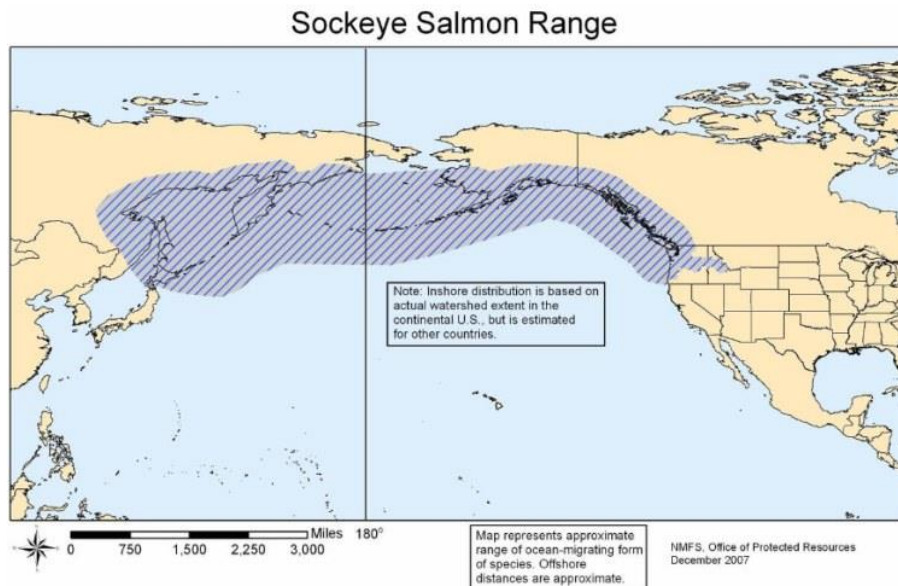 Sockeye Salmon Range
Note: Inshore distribution is based on
actual watershed extent in the
continental U.S., but is estimated
for other countries.
Miles 180°
0 750 1,500 2,250 3,000
Map represents approximate
range of ocean-migrating form
of species. Offshore
distances are approximate.
NMFS, Office of Protected Resources
December 2007